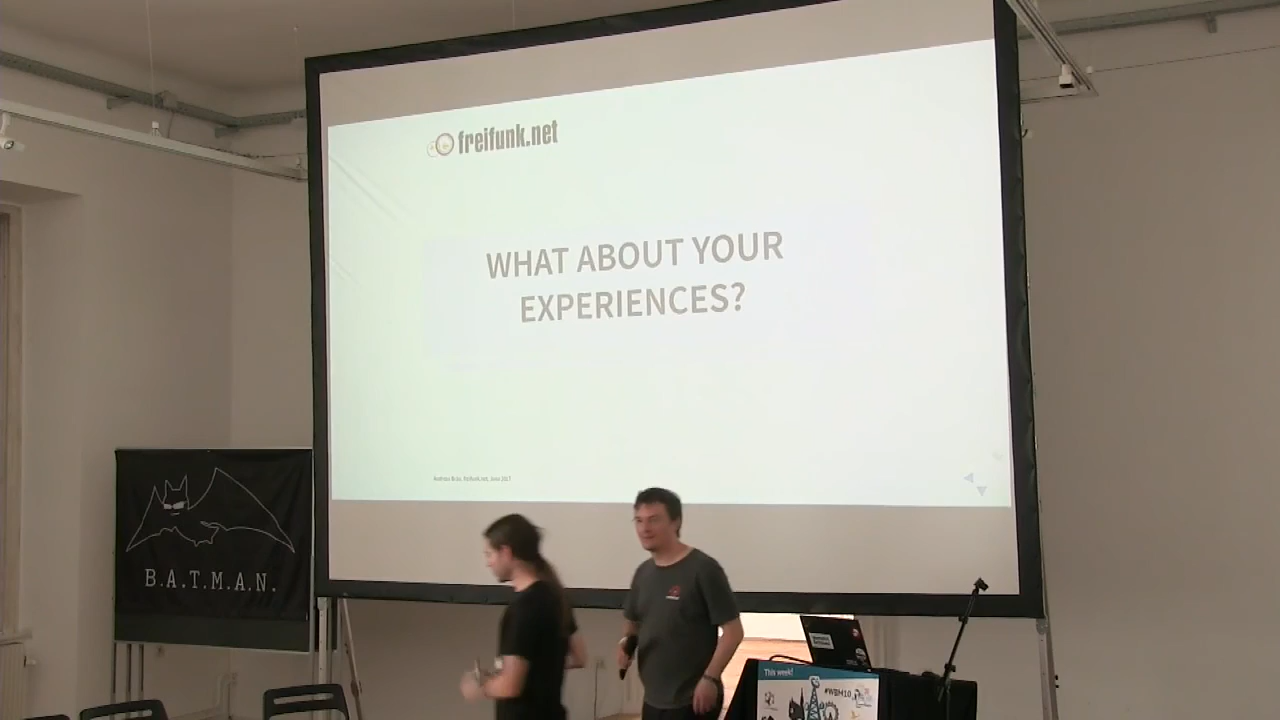 freifunk.net
WHAT ABOUT YOUR
EXPERIENCES?
B.A.T.M.A.N.
This week!
#WBM10